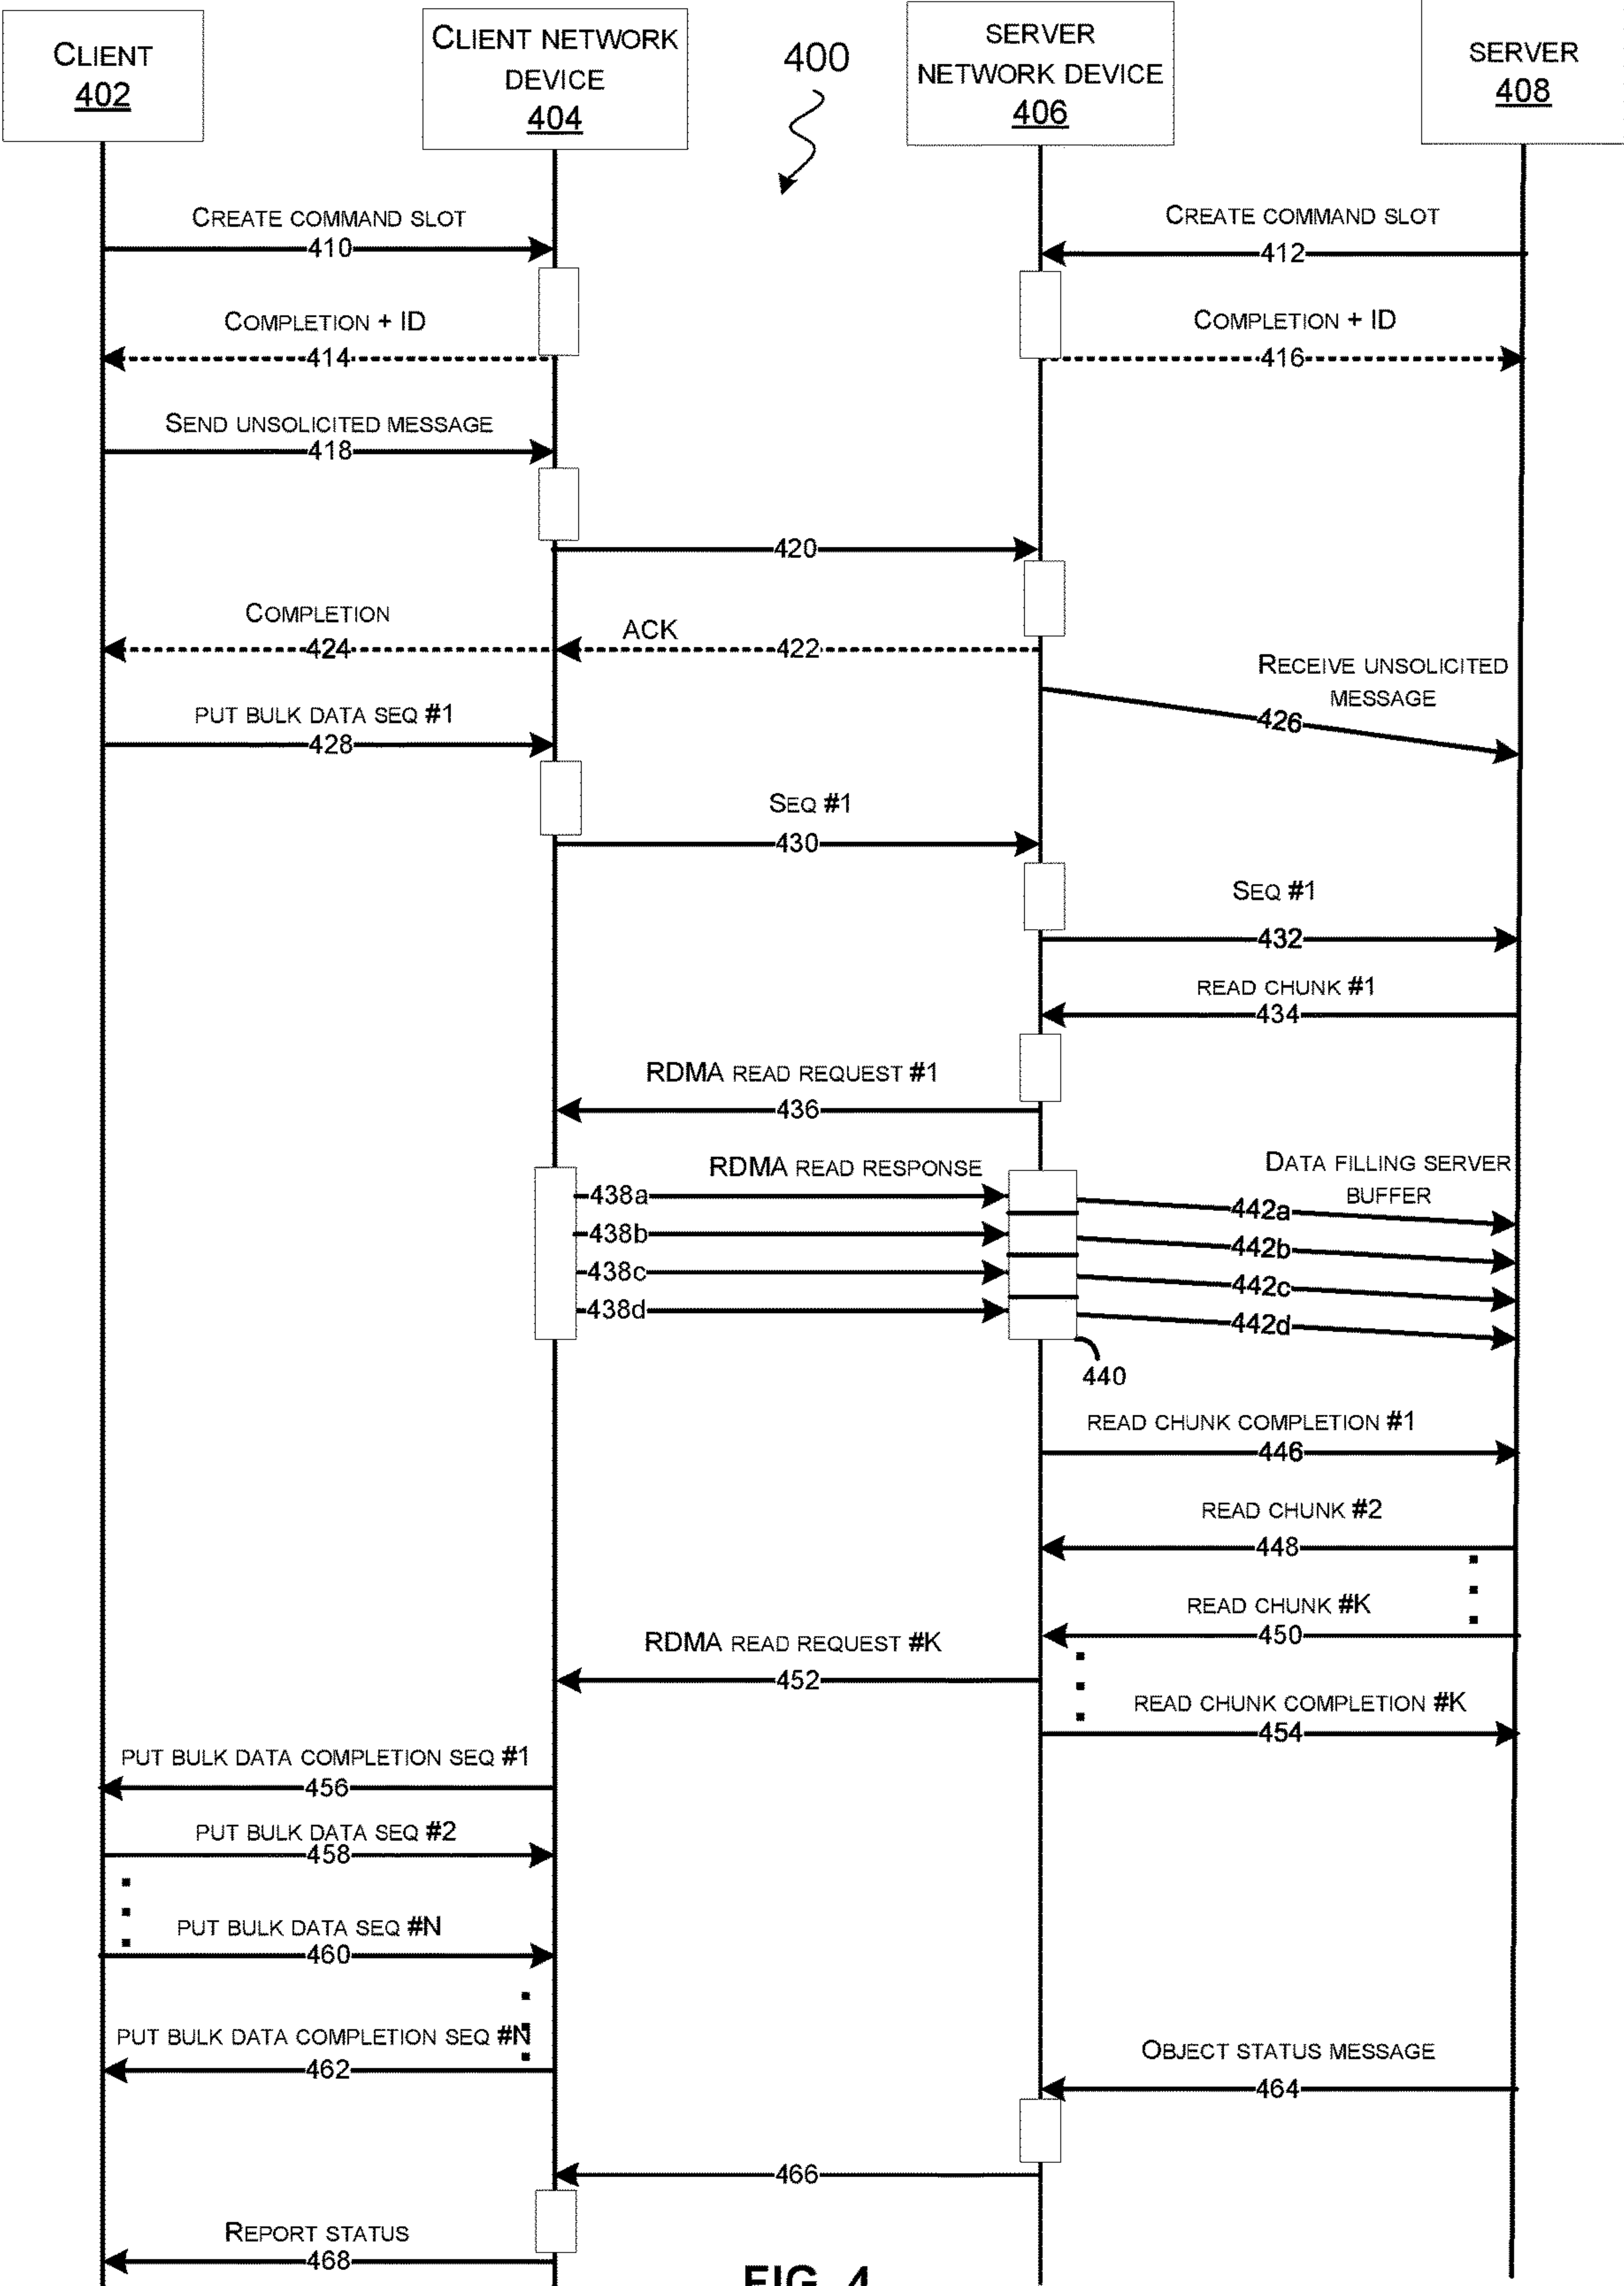 CLIENT
402
CLIENT NETWORK
DEVICE
404
400
SERVER
NETWORK DEVICE
406
SERVER
408
CREATE COMMAND SLOT
410
CREATE COMMAND SLOT
412
COMPLETION + ID
414
COMPLETION + ID
416
SEND UNSOLICITED MESSAGE
418
420
COMPLETION
424
ACK
422
RECEIVE UNSOLICITED
MESSAGE
426
PUT BULK DATA SEQ #1
428
SEQ #1
430
SEQ #1
432
READ CHUNK #1
434
RDMA READ REQUEST #1
436
RDMA READ RESPONSE
438a
438b
438c
438d
DATA FILLING SERVER
BUFFER
442a
442b
442c
442d
440
READ CHUNK COMPLETION #1
446
READ CHUNK #2
448
READ CHUNK #K
450
RDMA READ REQUEST #K
452
READ CHUNK COMPLETION #K
454
PUT BULK DATA COMPLETION SEQ #1
456
PUT BULK DATA SEQ #2
458
PUT BULK DATA SEQ #N
460
PUT BULK DATA COMPLETION SEQ #N
462
OBJECT STATUS MESSAGE
464
466
REPORT STATUS
468
FIG. 4